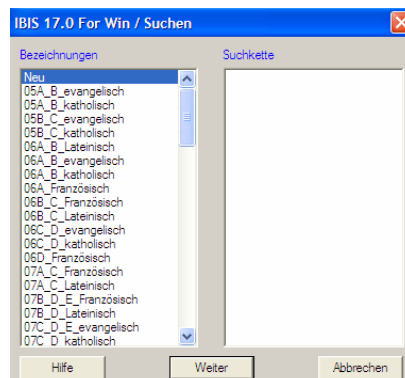 IBIS 17.0 For Win / Suchen
Bezeichnungen Suchkette
Neu
05A_B_evangelisch
05A_B_katholisch
05B_C_evangelisch
05B_C_katholisch
06A_B_Lateinisch
06A_B_evangelisch
06A_B_katholisch
06A_Französisch
06B_C_Französisch
06B_C_Lateinisch
06C_D_evangelisch
06C_D_katholisch
06D_Französisch
07A_C_Französisch
07A_C_Lateinisch
07B_D_E_Französisch
07B_D_Lateinisch
07C_D_E_evangelisch
07C_D_katholisch
Hilfe Weiter Abbrechen